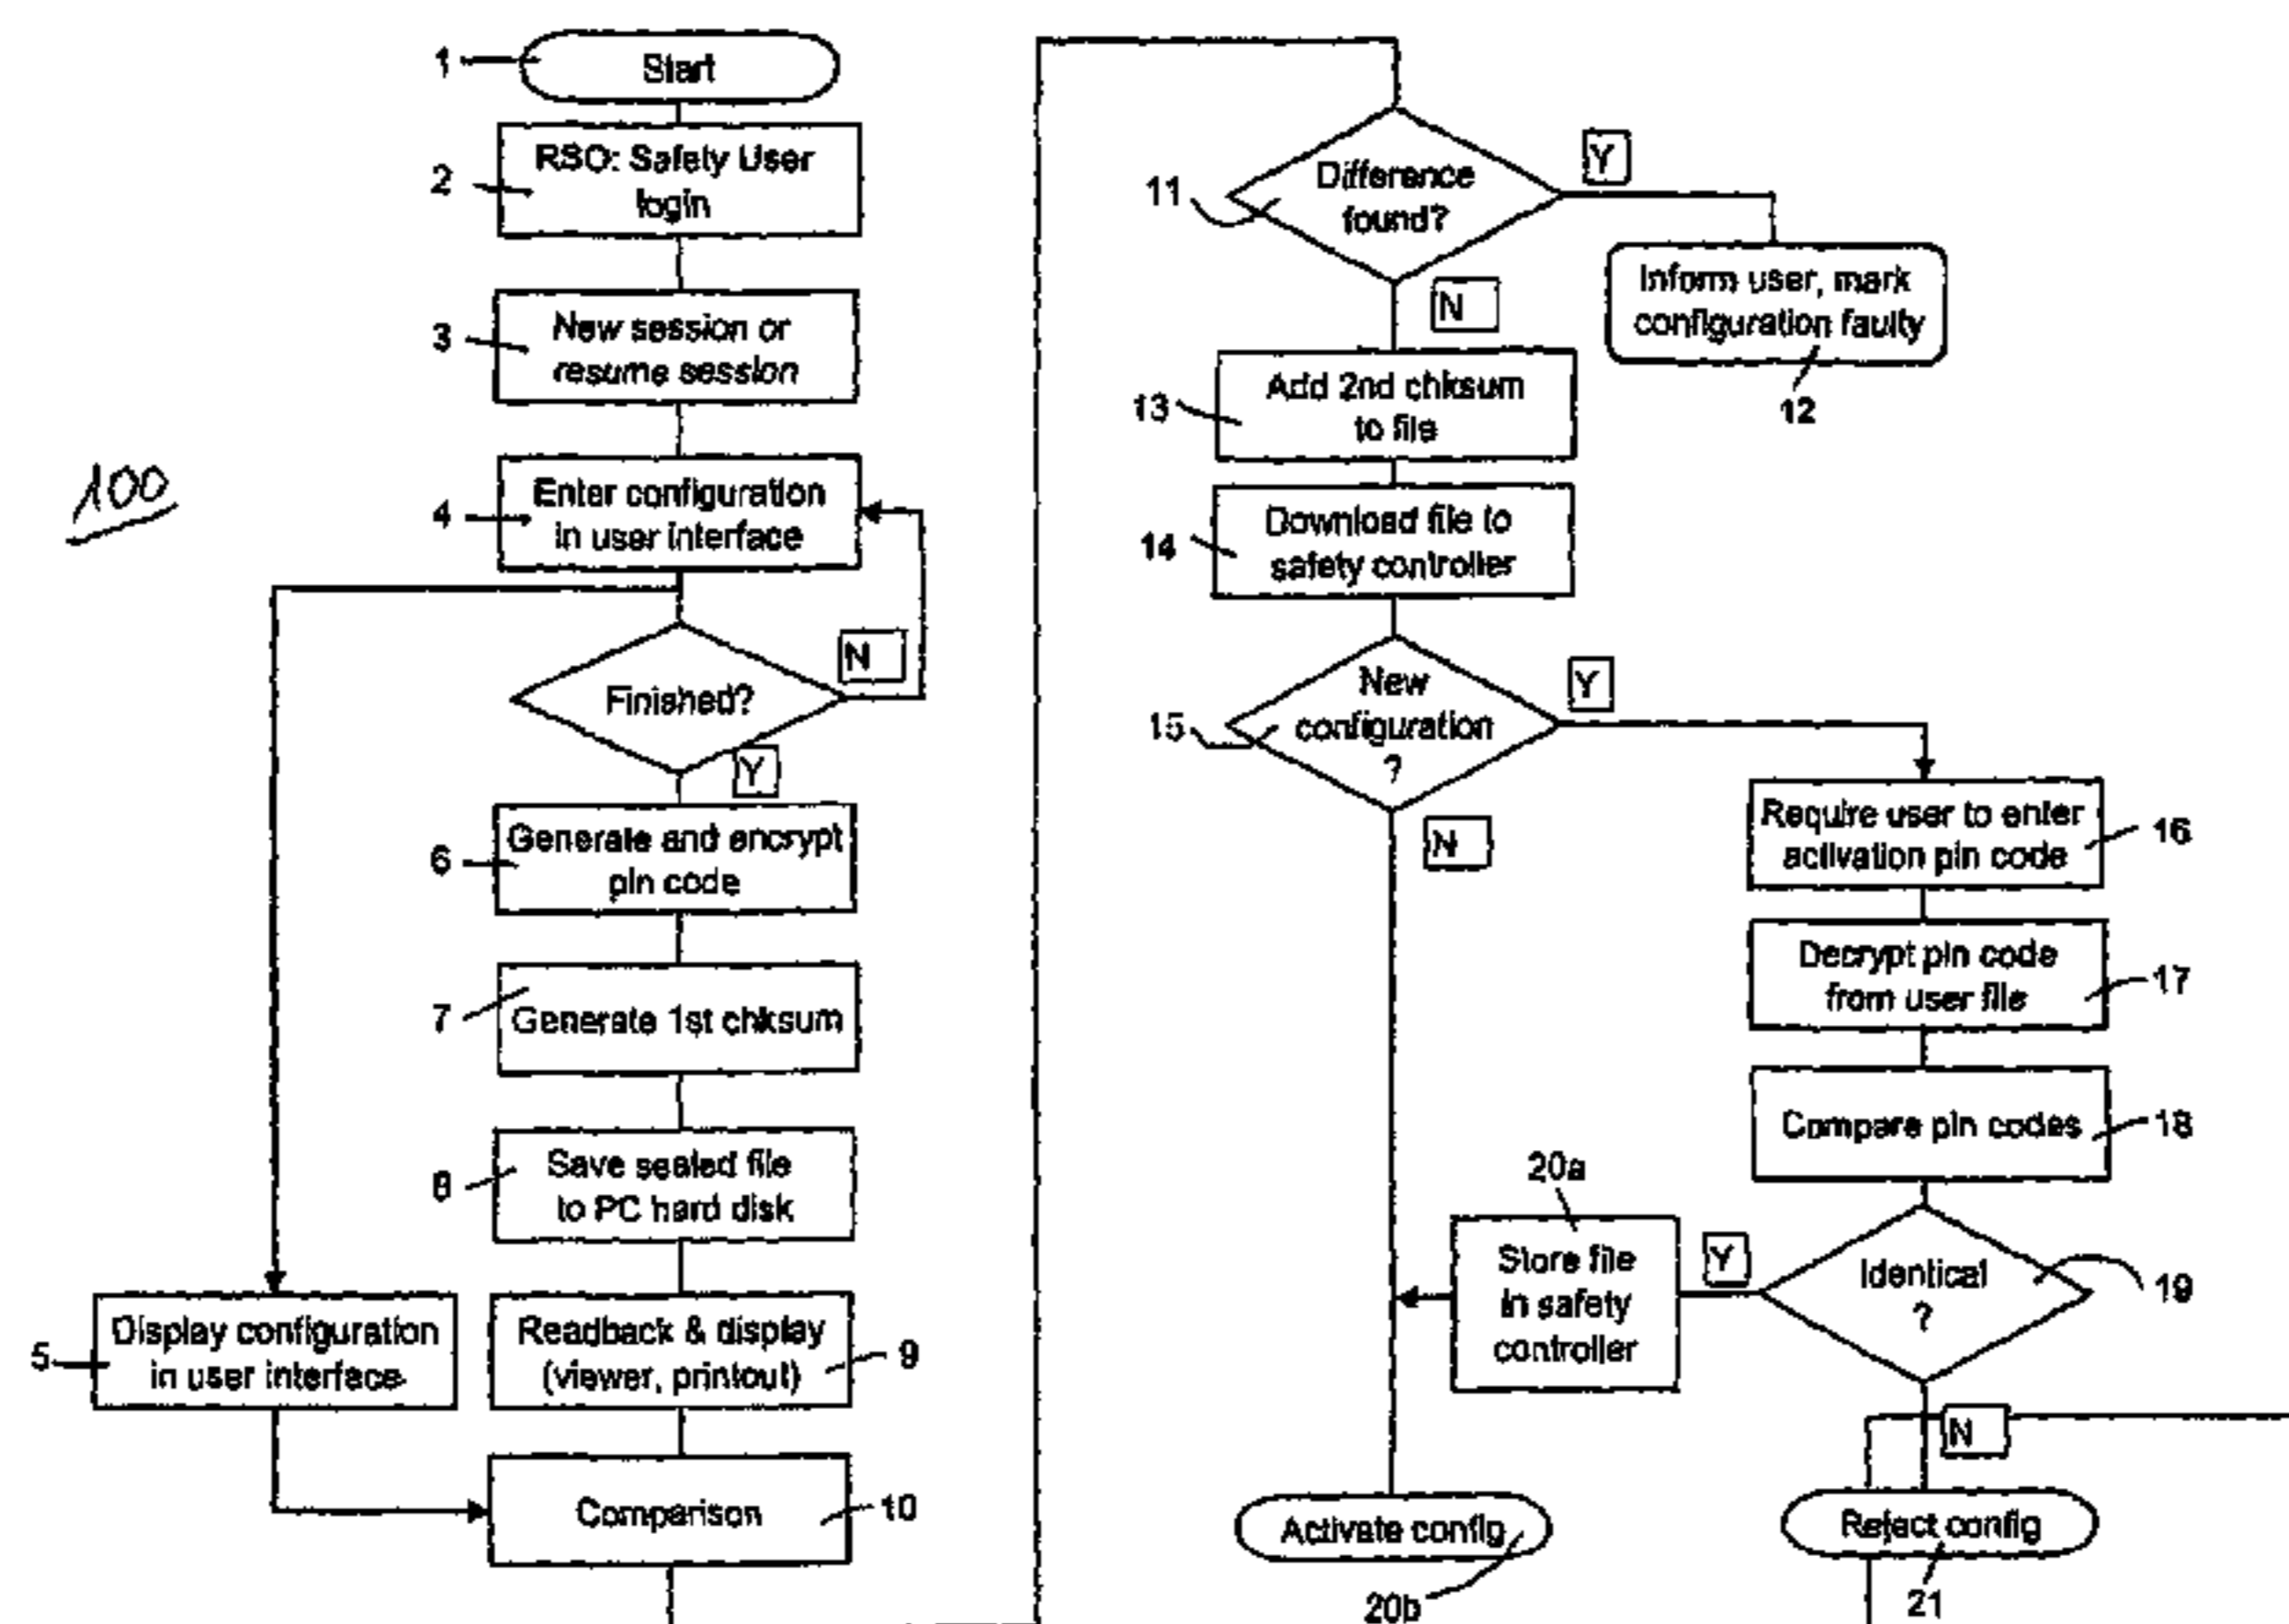 1
Start
2
RSO: Safety User
login
3
New session or
resume session
100
4
Enter configuration
in user interface
Finished?
N
Y
6
Generate and encrypt
pin code
7
Generate 1st chksum
8
Save sealed file
to PC hard disk
5
Display configuration
in user interface
Readback & display
(viewer, printout)
9
Comparison
10
11
Difference
found?
Y
N
Inform user, mark
configuration faulty
12
13
Add 2nd chksum
to file
14
Download file to
safety controller
15
New
configuration
?
Y
N
Require user to enter
activation pin code
16
Decrypt pin code
from user file
17
Compare pin codes
18
20a
Store file
in safety
controller
Y
Identical
?
19
N
Activate config
20b
Reject config
21